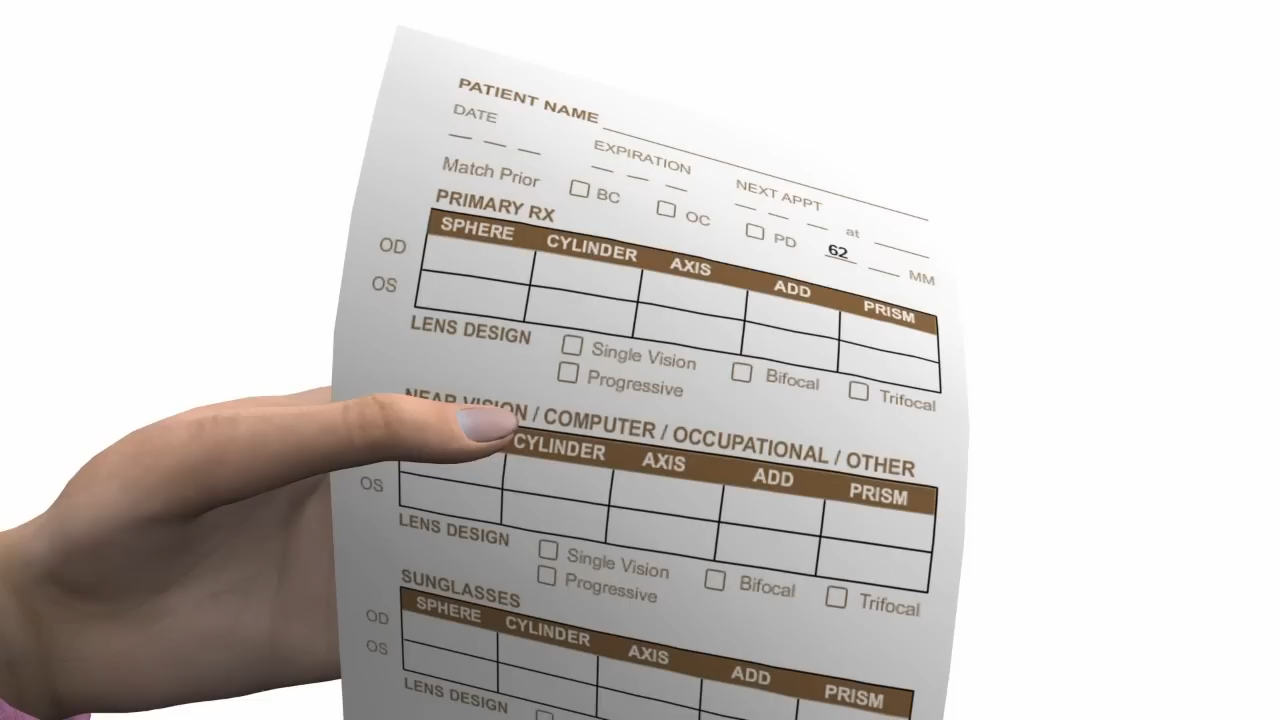 PATIENT NAME
DATE EXPIRATION NEXT APPT at
Match Prior BC OC PD 62 MM
PRIMARY RX
SPHERE CYLINDER AXIS ADD PRISM
OD
OS
LENS DESIGN Single Vision Bifocal Trifocal
Progressive
NEAR VISION / COMPUTER / OCCUPATIONAL / OTHER
CYLINDER AXIS ADD PRISM
OS
LENS DESIGN Single Vision Bifocal Trifocal
Progressive
SUNGLASSES
SPHERE CYLINDER AXIS ADD PRISM
OD
OS
LENS DESIGN